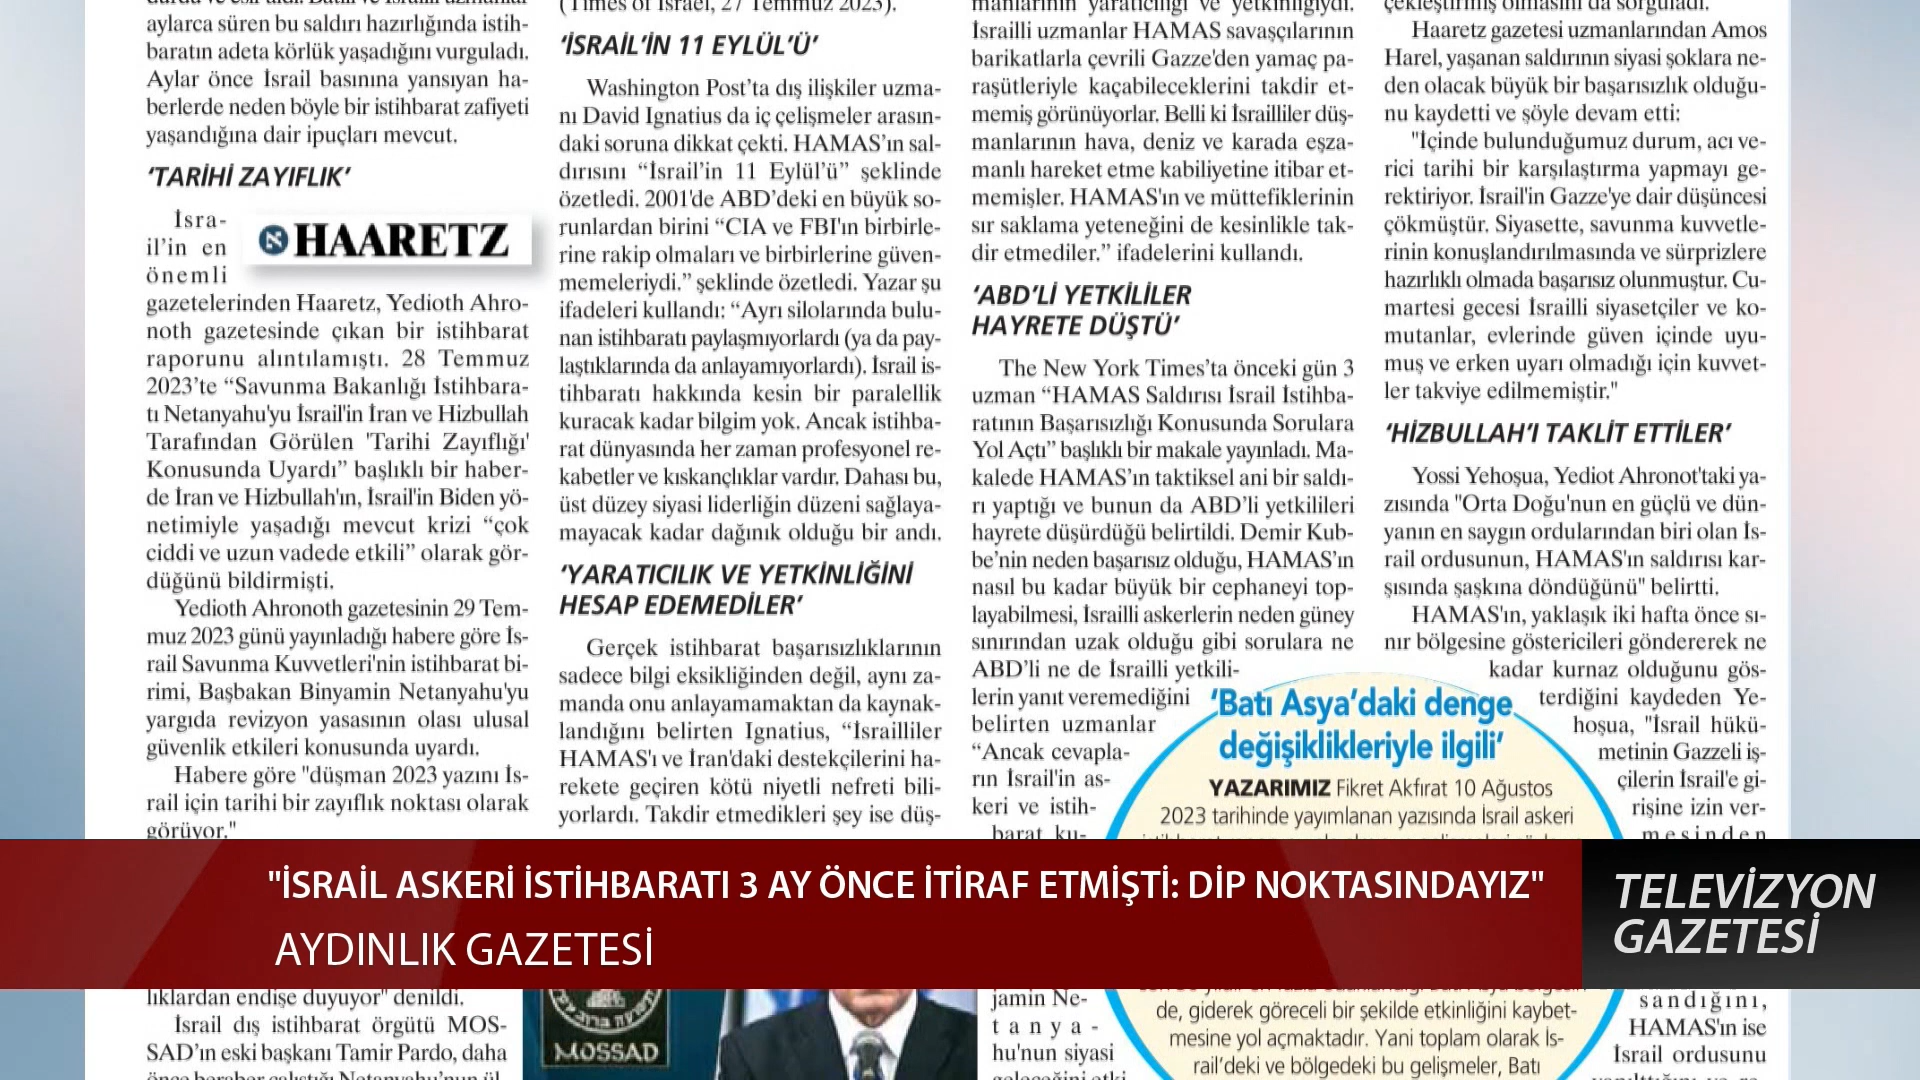 aylarca süren bu saldırı hazırlığında istih-
baratın adeta körlük yaşadığını vurguladı.
Aylar önce İsrail basınına yansıyan ha-
berlerde neden böyle bir istihbarat zafiyeti
yaşandığına dair ipuçları mevcut.
‘TARİHİ ZAYIFLIK’
İsra-
il’in en
önemli
HAARETZ
gazetelerinden Haaretz, Yedioth Ahro-
noth gazetesinde çıkan bir istihbarat
raporunu alıntılamıştı. 28 Temmuz
2023’te “Savunma Bakanlığı İstihbara-
tı Netanyahu'yu İsrail'in İran ve Hizbullah
Tarafından Görülen 'Tarihi Zayıflığı'
Konusunda Uyardı” başlıklı bir haber-
de İran ve Hizbullah'ın, İsrail'in Biden yö-
netimiyle yaşadığı mevcut krizi “çok
ciddi ve uzun vadede etkili” olarak gör-
düğünü bildirmişti.
Yedioth Ahronoth gazetesinin 29 Tem-
muz 2023 günü yayınladığı habere göre İs-
rail Savunma Kuvvetleri'nin istihbarat bi-
rimi, Başbakan Binyamin Netanyahu'yu
yargıda revizyon yasasının olası ulusal
güvenlik etkileri konusunda uyardı.
Habere göre "düşman 2023 yazını İs-
rail için tarihi bir zayıflık noktası olarak
görüyor."
lıklardan endişe duyuyor" denildi.
İsrail dış istihbarat örgütü MOS-
SAD’ın eski başkanı Tamir Pardo, daha
önce beraber çalıştığı Netanyahu’nun ül-
(Times of Israel, 27 Temmuz 2023).
‘İSRAİL’İN 11 EYLÜL’Ü’
Washington Post’ta dış ilişkiler uzma-
nı David Ignatius da iç çelişmeler arasın-
daki soruna dikkat çekti. HAMAS’ın sal-
dırısını “İsrail’in 11 Eylül’ü” şeklinde
özetledi. 2001'de ABD’deki en büyük so-
runlardan birini “CIA ve FBI'ın birbirle-
rine rakip olmaları ve birbirlerine güven-
memeleriydi.” şeklinde özetledi. Yazar şu
ifadeleri kullandı: “Ayrı silolarında bulu-
nan istihbaratı paylaşmıyorlardı (ya da pay-
laştıklarında da anlayamıyorlardı). İsrail is-
tihbaratı hakkında kesin bir paralellik
kuracak kadar bilgim yok. Ancak istihba-
rat dünyasında her zaman profesyonel re-
kabetler ve kıskançlıklar vardır. Dahası bu,
üst düzey siyasi liderliğin düzeni sağlaya-
mayacak kadar dağınık olduğu bir andı.
‘YARATICILIK VE YETKİNLİĞİNİ
HESAP EDEMEDİLER’
Gerçek istihbarat başarısızlıklarının
sadece bilgi eksikliğinden değil, aynı za-
manda onu anlayamamaktan da kaynak-
landığını belirten Ignatius, “İsrailliler
HAMAS'ı ve İran'daki destekçilerini ha-
rekete geçiren kötü niyetli nefreti bili-
yorlardı. Takdir etmedikleri şey ise düş-
MOSSAD
manlarının yaratıcılığı ve yetkinliğiydi.
İsrailli uzmanlar HAMAS savaşçılarının
barikatlarla çevrili Gazze'den yamaç pa-
raşütleriyle kaçabileceklerini takdir et-
memiş görünüyorlar. Belli ki İsrailliler düş-
manlarının hava, deniz ve karada eşza-
manlı hareket etme kabiliyetine itibar et-
memişler. HAMAS'ın ve müttefiklerinin
sır saklama yeteneğini de kesinlikle tak-
dir etmediler.” ifadelerini kullandı.
‘ABD’Lİ YETKİLİLER
HAYRETE DÜŞTÜ’
The New York Times’ta önceki gün 3
uzman “HAMAS Saldırısı İsrail İstihba-
ratının Başarısızlığı Konusunda Sorulara
Yol Açtı” başlıklı bir makale yayınladı. Ma-
kalede HAMAS’ın taktiksel ani bir saldı-
rı yaptığı ve bunun da ABD’li yetkilileri
hayrete düşürdüğü belirtildi. Demir Kub-
be’nin neden başarısız olduğu, HAMAS’ın
nasıl bu kadar büyük bir cepheneyi top-
layabilmesi, İsrailli askerlerin neden güney
sınırından uzak olduğu gibi sorulara ne
ABD’li ne de İsrailli yetkili-
lerin yanıt veremediğini
belirten uzmanlar
“Ancak cevapla-
rın İsrail'in as-
keri ve istih-
barat ku-
jamin Ne-
tanya-
hu'nun siyasi
geleceğini etki
çekleştirmiş olmasını da sorguladı.
Haaretz gazetesi uzmanlarından Amos
Harel, yaşanan saldırının siyasi şoklara ne-
den olacak büyük bir başarısızlık olduğu-
nu kaydetti ve şöyle devam etti:
"İçinde bulunduğumuz durum, acı ve-
rici tarihi bir karşılaştırma yapmayı ge-
rektiriyor. İsrail'in Gazze'ye dair düşüncesi
çökmüştür. Siyasette, savunma kuvvetle-
rinin konuşlandırılmasında ve sürprizlere
hazırlıklı olmada başarısız olunmuştur. Cu-
martesi gecesi İsrailli siyasetçiler ve ko-
mutanlar, evlerinde güven içinde uyu-
muş ve erken uyarı olmadığı için kuvvet-
ler takviye edilmemiştir."
‘HİZBULLAH’I TAKLİT ETTİLER’
Yossi Yehoşua, Yediot Ahronot'taki ya-
zısında "Orta Doğu'nun en güçlü ve dün-
yanın en saygın ordularından biri olan İs-
rail ordusunun, HAMAS'ın saldırısı kar-
şısında şaşkına döndüğünü" belirtti.
HAMAS'ın, yaklaşık iki hafta önce sı-
nır bölgesine göstericileri göndererek ne
kadar kurnaz olduğunu gös-
terdiğini kaydeden Ye-
hoşua, "İsrail hükü-
metinin Gazzeli iş-
çilerin İsrail'e gi-
rişine izin ver-
mesinden
sandığını,
HAMAS'ın ise
İsrail ordusunu
‘Batı Asya’daki denge
değişiklikleriyle ilgili’
YAZARIMIZ Fikret Akfırat 10 Ağustos
2023 tarihinde yayımlanan yazısında İsrail askeri
de, giderek göreceli bir şekilde etkinliğini kaybet-
mesine yol açmaktadır. Yani toplam olarak İs-
rail’deki ve bölgedeki bu gelişmeler, Batı
"İSRAİL ASKERİ İSTİHBARATI 3 AY ÖNCE İTİRAF ETMİŞTİ: DİP NOKTASINDAYIZ"
AYDINLIK GAZETESİ
TELEVİZYON
GAZETESİ